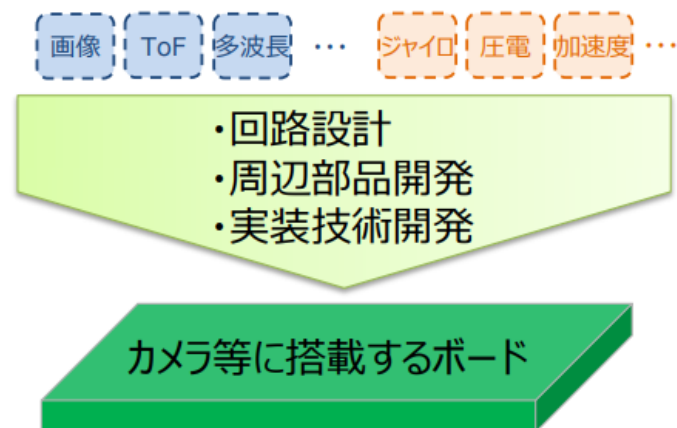 画像 ToF 多波長 … ジャイロ 圧電 加速度 …
・回路設計
・周辺部品開発
・実装技術開発
カメラ等に搭載するボード